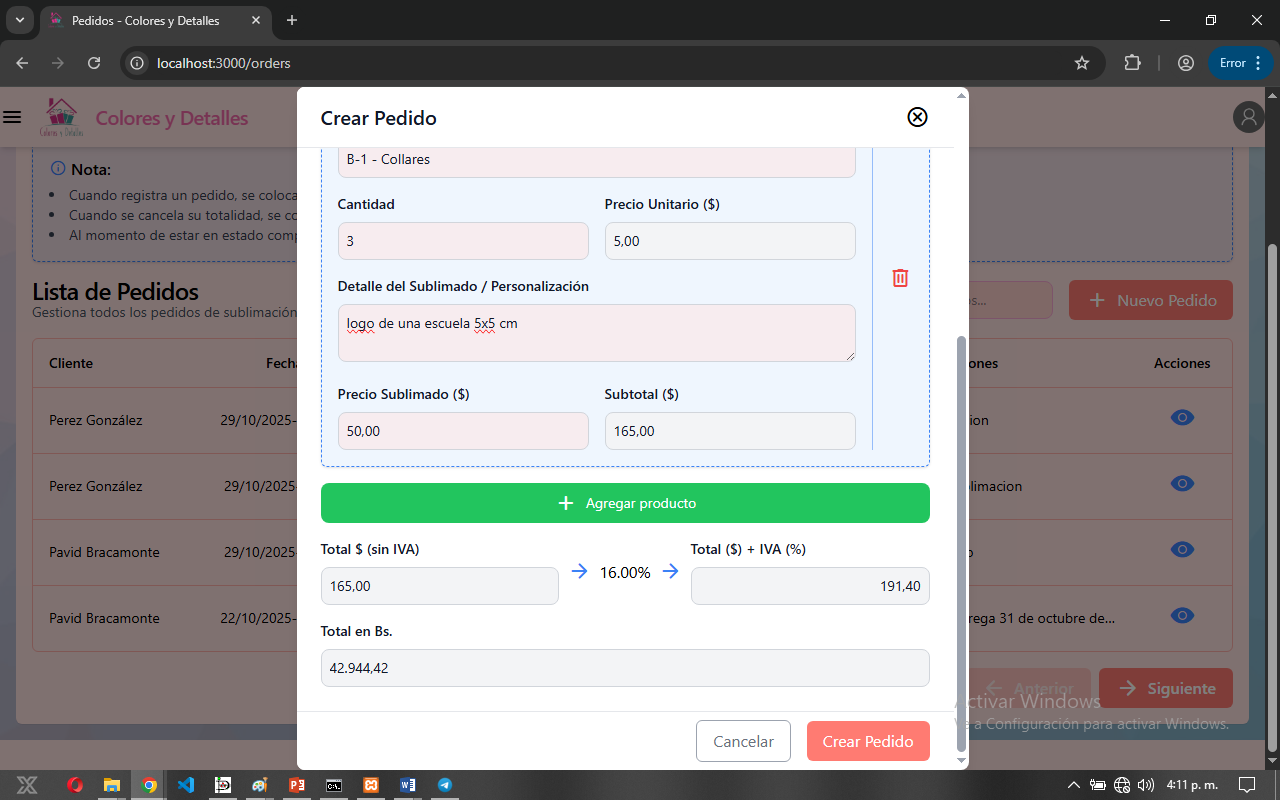 Pedidos - Colores y Detalles
localhost:3000/orders
Error
Colores y Detalles
Colores y Detalles
Nota:
Cuando registra un pedido, se coloca
Cuando se cancela su totalidad, se co
Al momento de estar en estado comp
Lista de Pedidos
Gestiona todos los pedidos de sublimación
s...
Nuevo Pedido
Cliente Fecha ones Acciones
Perez González 29/10/2025- ion
Perez González 29/10/2025- limacion
Pavid Bracamonte 29/10/2025- o
Pavid Bracamonte 22/10/2025- rega 31 de octubre de...
Anterior
Siguiente
Crear Pedido
B-1 - Collares
Cantidad Precio Unitario ($)
3 5,00
Detalle del Sublimado / Personalización
logo de una escuela 5x5 cm
Precio Sublimado ($) Subtotal ($)
50,00 165,00
Agregar producto
Total $ (sin IVA) Total ($) + IVA (%)
165,00 16.00% 191,40
Total en Bs.
42.944,42
Cancelar Crear Pedido
Activar Windows
Ve a Configuración para activar Windows.
4:11 p. m.